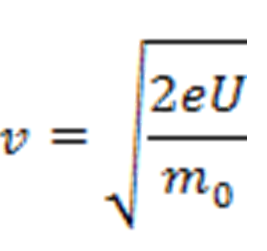 v = √(2eU/m₀)